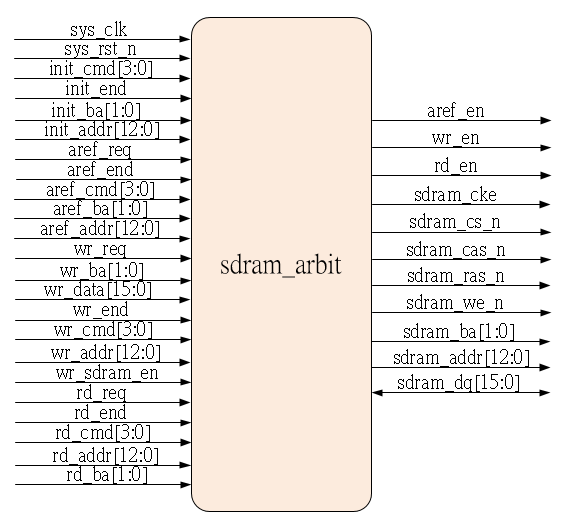 sys_clk
sys_rst_n
init_cmd[3:0]
init_end
init_ba[1:0]
init_addr[12:0]
aref_req
aref_end
aref_cmd[3:0]
aref_ba[1:0]
aref_addr[12:0]
wr_req
wr_ba[1:0]
wr_data[15:0]
wr_end
wr_cmd[3:0]
wr_addr[12:0]
wr_sdram_en
rd_req
rd_end
rd_cmd[3:0]
rd_addr[12:0]
rd_ba[1:0]
sdram_arbit
aref_en
wr_en
rd_en
sdram_cke
sdram_cs_n
sdram_cas_n
sdram_ras_n
sdram_we_n
sdram_ba[1:0]
sdram_addr[12:0]
sdram_dq[15:0]